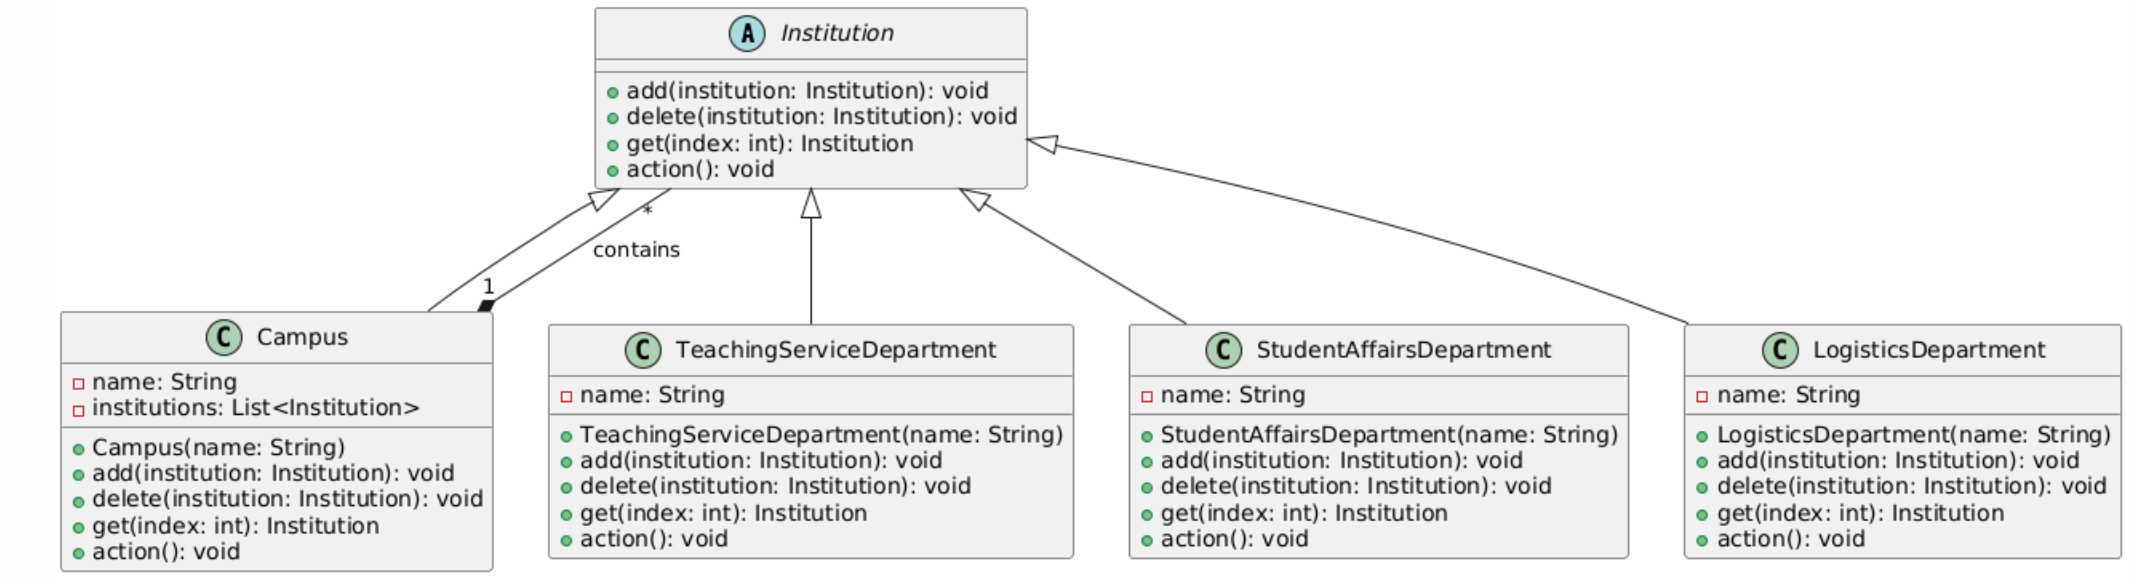 A Institution
add(institution: Institution): void
delete(institution: Institution): void
get(index: int): Institution
action(): void
*
contains
1
C Campus
name: String
institutions: List<Institution>
Campus(name: String)
add(institution: Institution): void
delete(institution: Institution): void
get(index: int): Institution
action(): void
C TeachingServiceDepartment
name: String
TeachingServiceDepartment(name: String)
add(institution: Institution): void
delete(institution: Institution): void
get(index: int): Institution
action(): void
C StudentAffairsDepartment
name: String
StudentAffairsDepartment(name: String)
add(institution: Institution): void
delete(institution: Institution): void
get(index: int): Institution
action(): void
C LogisticsDepartment
name: String
LogisticsDepartment(name: String)
add(institution: Institution): void
delete(institution: Institution): void
get(index: int): Institution
action(): void